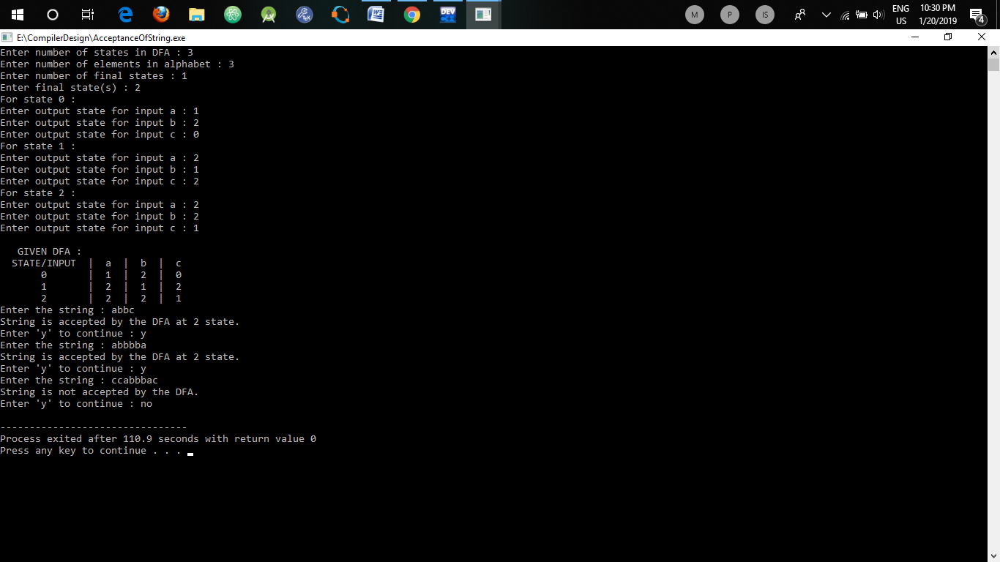 M P IS ENG 10:30 PM
US 1/20/2019 4
W DEV
E:\CompilerDesign\AcceptanceOfString.exe
Enter number of states in DFA : 3
Enter number of elements in alphabet : 3
Enter number of final states : 1
Enter final state(s) : 2
For state 0 :
Enter output state for input a : 1
Enter output state for input b : 2
Enter output state for input c : 0
For state 1 :
Enter output state for input a : 2
Enter output state for input b : 1
Enter output state for input c : 2
For state 2 :
Enter output state for input a : 2
Enter output state for input b : 2
Enter output state for input c : 1
GIVEN DFA :
STATE/INPUT | a | b | c
0 | 1 | 2 | 0
1 | 2 | 1 | 2
2 | 2 | 2 | 1
Enter the string : abbc
String is accepted by the DFA at 2 state.
Enter 'y' to continue : y
Enter the string : abbbba
String is accepted by the DFA at 2 state.
Enter 'y' to continue : y
Enter the string : ccabbbac
String is not accepted by the DFA.
Enter 'y' to continue : no
--------------------------------
Process exited after 110.9 seconds with return value 0
Press any key to continue . . .